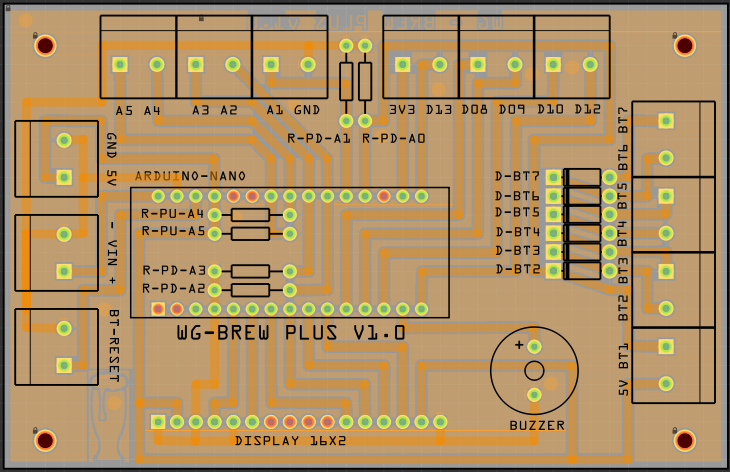 A5 A4 A3 A2 A1 GND 3V3 D13 D08 D09 D10 D12
R-PD-A1 R-PD-A0
BT7
BT6
BT5
BT4
BT3
BT2
BT1
5V
GND 5V
- VIN +
BT-RESET
ARDUINO-NANO
R-PU-A4
R-PU-A5
R-PD-A3
R-PD-A2
D-BT7
D-BT6
D-BT5
D-BT4
D-BT3
D-BT2
WG-BREW PLUS V1.0
+
BUZZER
DISPLAY 16X2